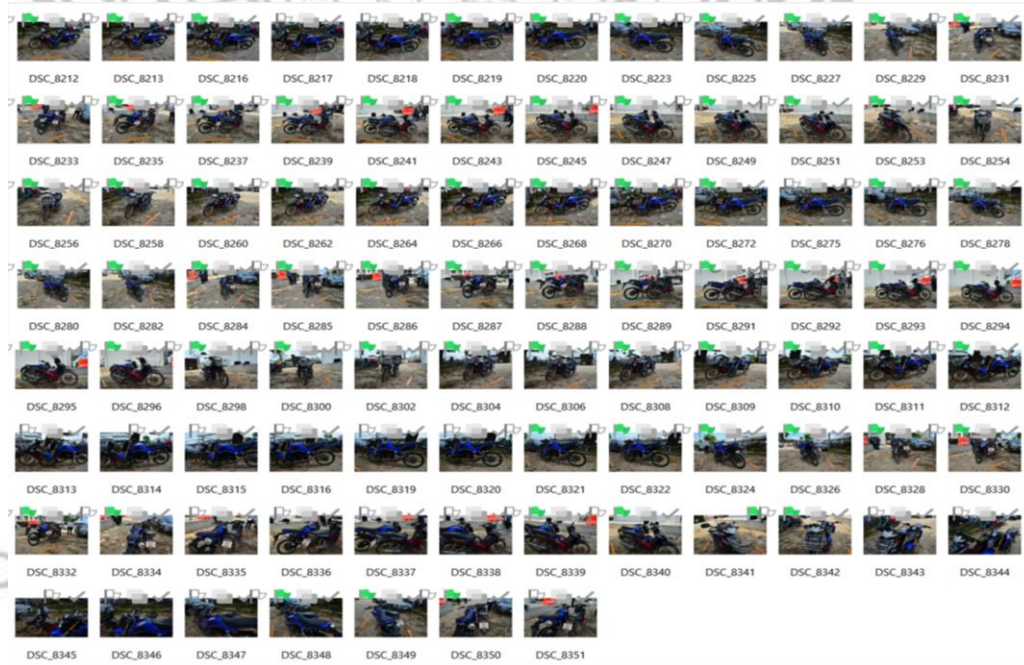 DSC_8212 DSC_8213 DSC_8216 DSC_8217 DSC_8218 DSC_8219 DSC_8220 DSC_8223 DSC_8225 DSC_8227 DSC_8229 DSC_8231
DSC_8233 DSC_8235 DSC_8237 DSC_8239 DSC_8241 DSC_8243 DSC_8245 DSC_8247 DSC_8249 DSC_8251 DSC_8253 DSC_8254
DSC_8256 DSC_8258 DSC_8260 DSC_8262 DSC_8264 DSC_8266 DSC_8268 DSC_8270 DSC_8272 DSC_8275 DSC_8276 DSC_8278
DSC_8280 DSC_8282 DSC_8284 DSC_8285 DSC_8286 DSC_8287 DSC_8288 DSC_8289 DSC_8291 DSC_8292 DSC_8293 DSC_8294
DSC_8295 DSC_8296 DSC_8298 DSC_8300 DSC_8302 DSC_8304 DSC_8306 DSC_8308 DSC_8309 DSC_8310 DSC_8311 DSC_8312
DSC_8313 DSC_8314 DSC_8315 DSC_8316 DSC_8319 DSC_8320 DSC_8321 DSC_8322 DSC_8324 DSC_8326 DSC_8328 DSC_8330
DSC_8332 DSC_8334 DSC_8335 DSC_8336 DSC_8337 DSC_8338 DSC_8339 DSC_8340 DSC_8341 DSC_8342 DSC_8343 DSC_8344
DSC_8345 DSC_8346 DSC_8347 DSC_8348 DSC_8349 DSC_8350 DSC_8351